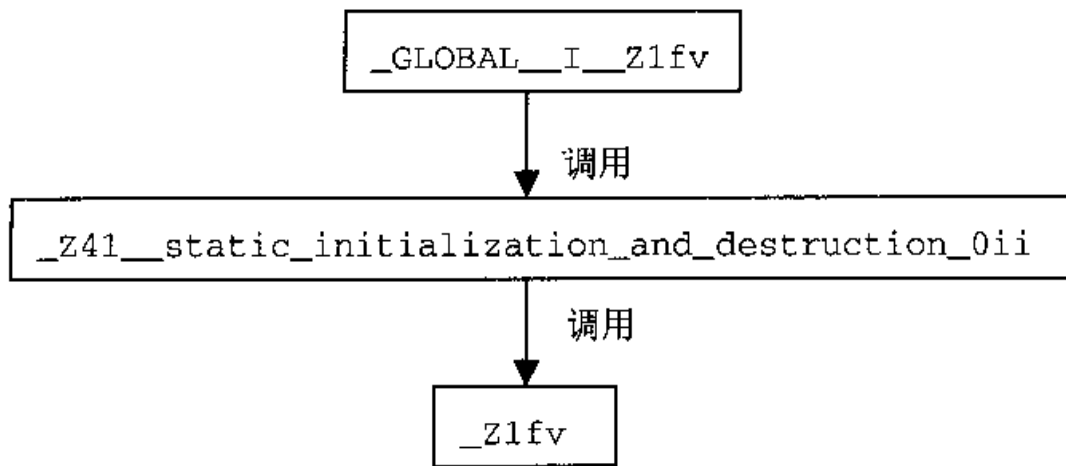 _GLOBAL__I__Z1fv
调用
_Z41__static_initialization_and_destruction_0ii
调用
_Z1fv